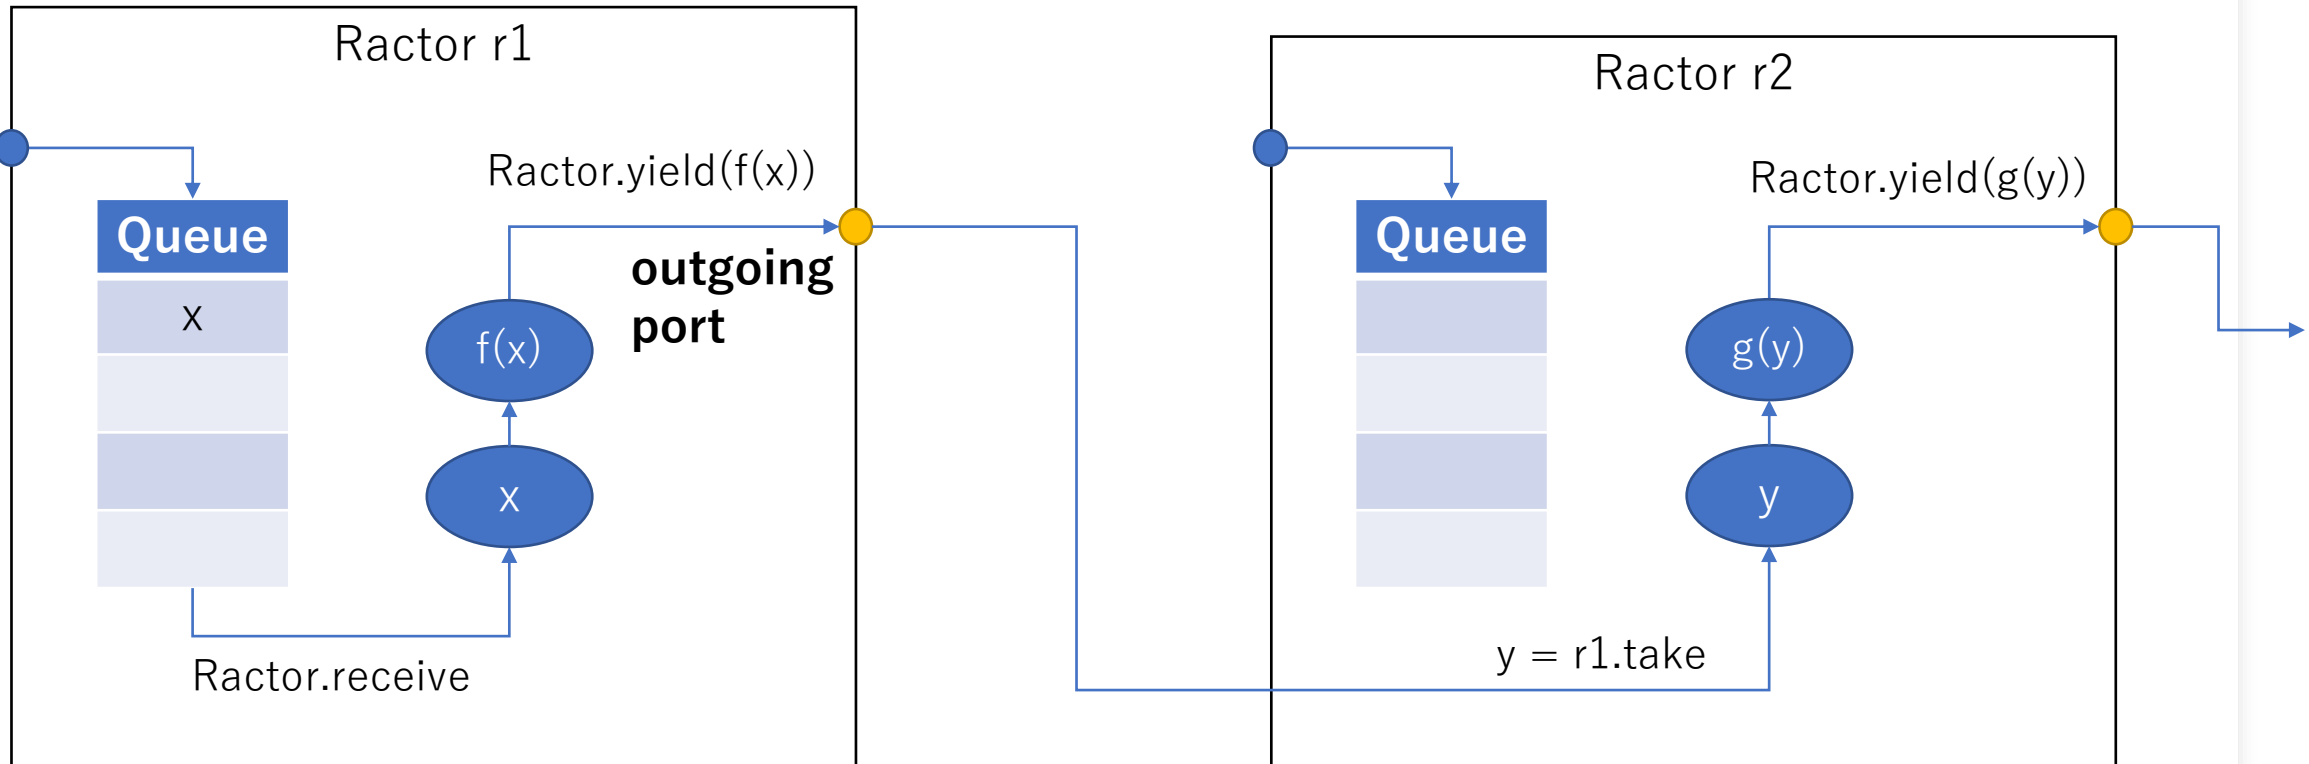 Ractor r1
Ractor.yield(f(x))
Queue
outgoing
port
x
f(x)
x
Ractor.receive
Ractor r2
Ractor.yield(g(y))
Queue
g(y)
y
y = r1.take